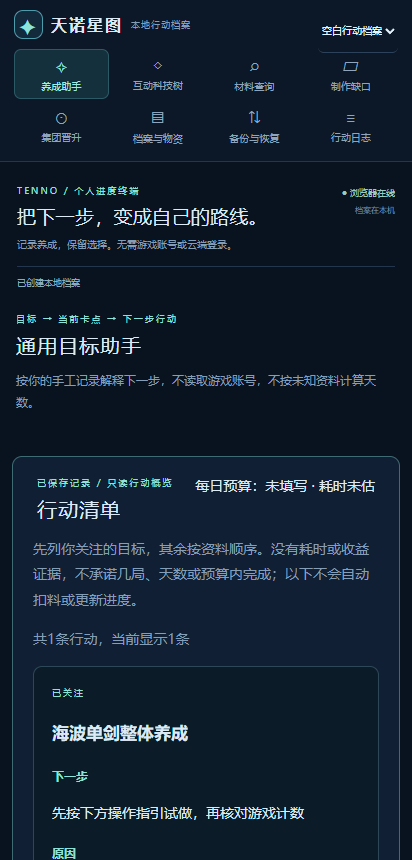 天诺星图 本地行动档案 空白行动档案
养成助手 互动科技树 材料查询 制作缺口
集团晋升 档案与物资 备份与恢复 行动日志
TENNO / 个人进度终端
浏览器在线
把下一步，变成自己的路线。
档案在本机
记录养成，保留选择。无需游戏账号或云端登录。
已创建本地档案
目标 → 当前卡点 → 下一步行动
通用目标助手
按你的手工记录解释下一步，不读取游戏账号，不按未知资料计算天
数。
已保存记录 / 只读行动概览
每日预算：未填写 · 耗时未估
行动清单
先列你关注的目标，其余按资料顺序。没有耗时或收益
证据，不承诺几局、天数或预算内完成；以下不会自动
扣料或更新进度。
共1条行动，当前显示1条
已关注
海波单剑整体养成
下一步
先按下方操作指引试做，再核对游戏计数
原因